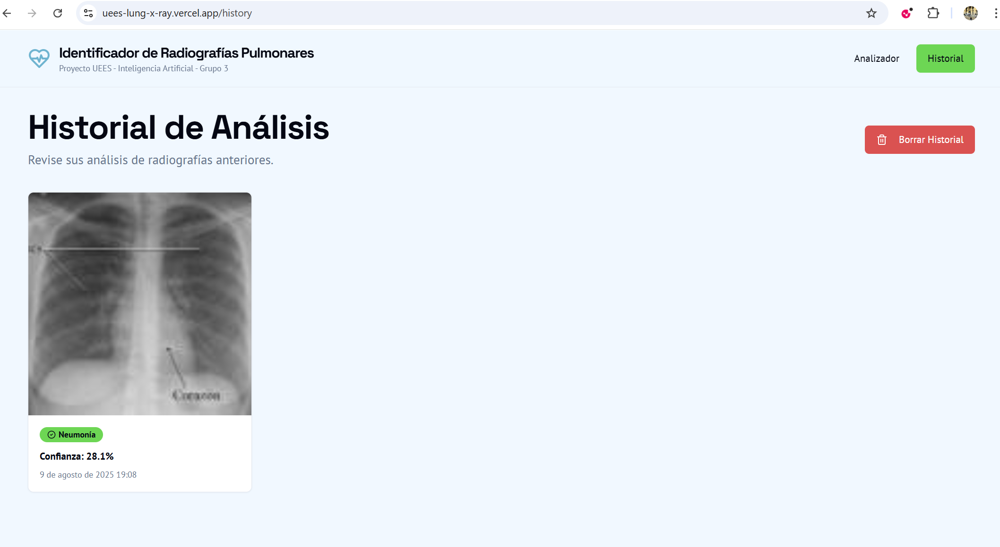 uees-lung-x-ray.vercel.app/history
Identificador de Radiografías Pulmonares
Proyecto UEES - Inteligencia Artificial - Grupo 3
Analizador
Historial
Historial de Análisis
Revise sus análisis de radiografías anteriores.
Borrar Historial
Corazón
Neumonía
Confianza: 28.1%
9 de agosto de 2025 19:08